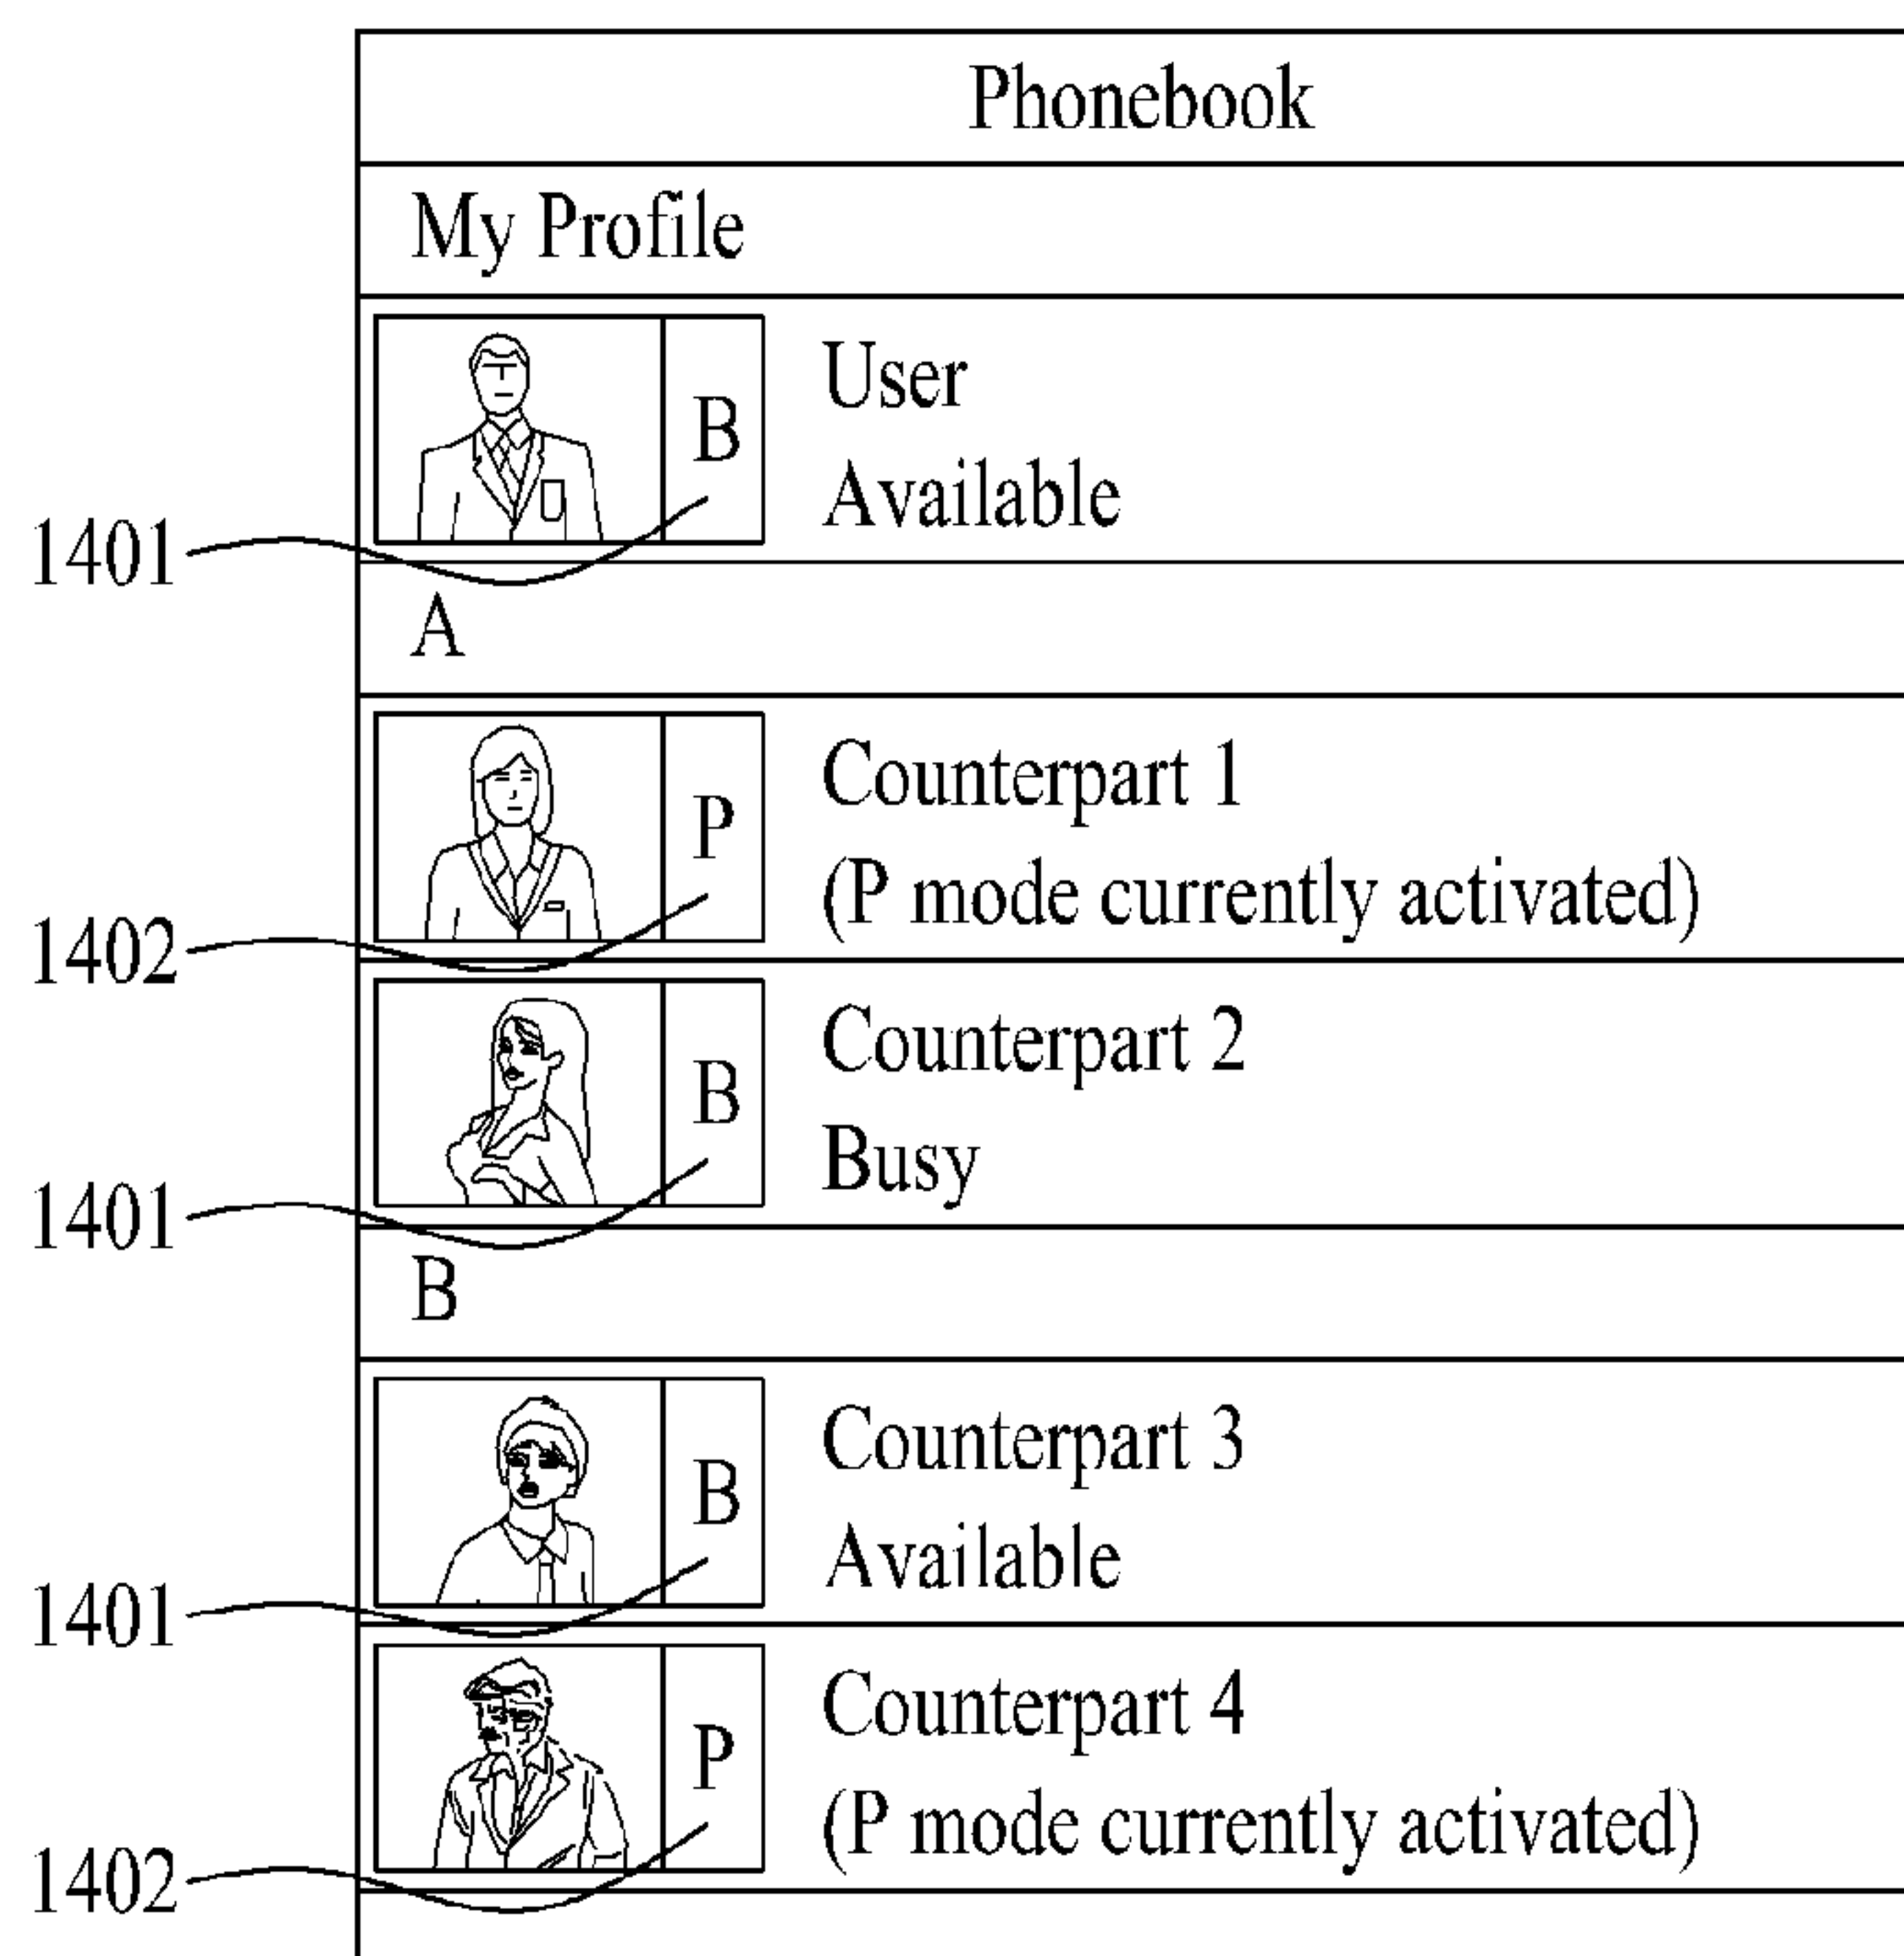 Phonebook
My Profile
B
User
Available
1401
A
P
Counterpart 1
(P mode currently activated)
1402
B
Counterpart 2
Busy
1401
B
B
Counterpart 3
Available
1401
P
Counterpart 4
(P mode currently activated)
1402